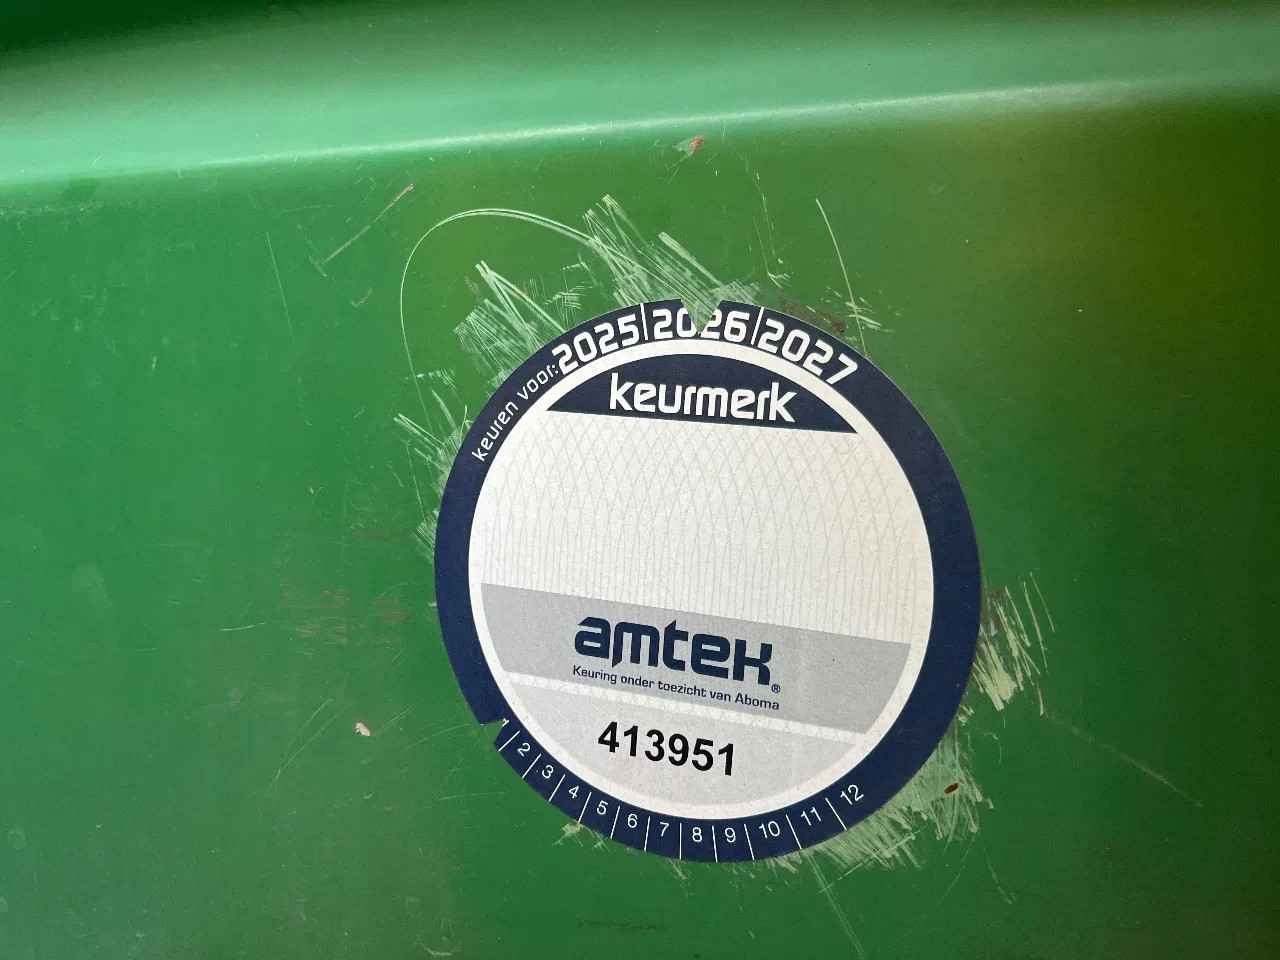 keuren voor: 2025 2026 2027
keurmerk
amtek®
Keuring onder toezicht van Aboma
413951
1 2 3 4 5 6 7 8 9 10 11 12